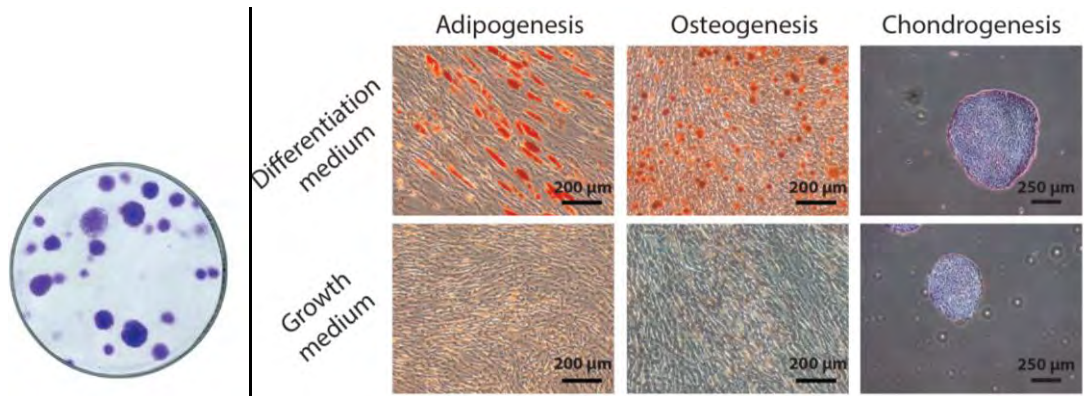 Adipogenesis
Osteogenesis
Chondrogenesis
Differentiation
medium
200 µm
200 µm
250 µm
Growth
medium
200 µm
200 µm
250 µm